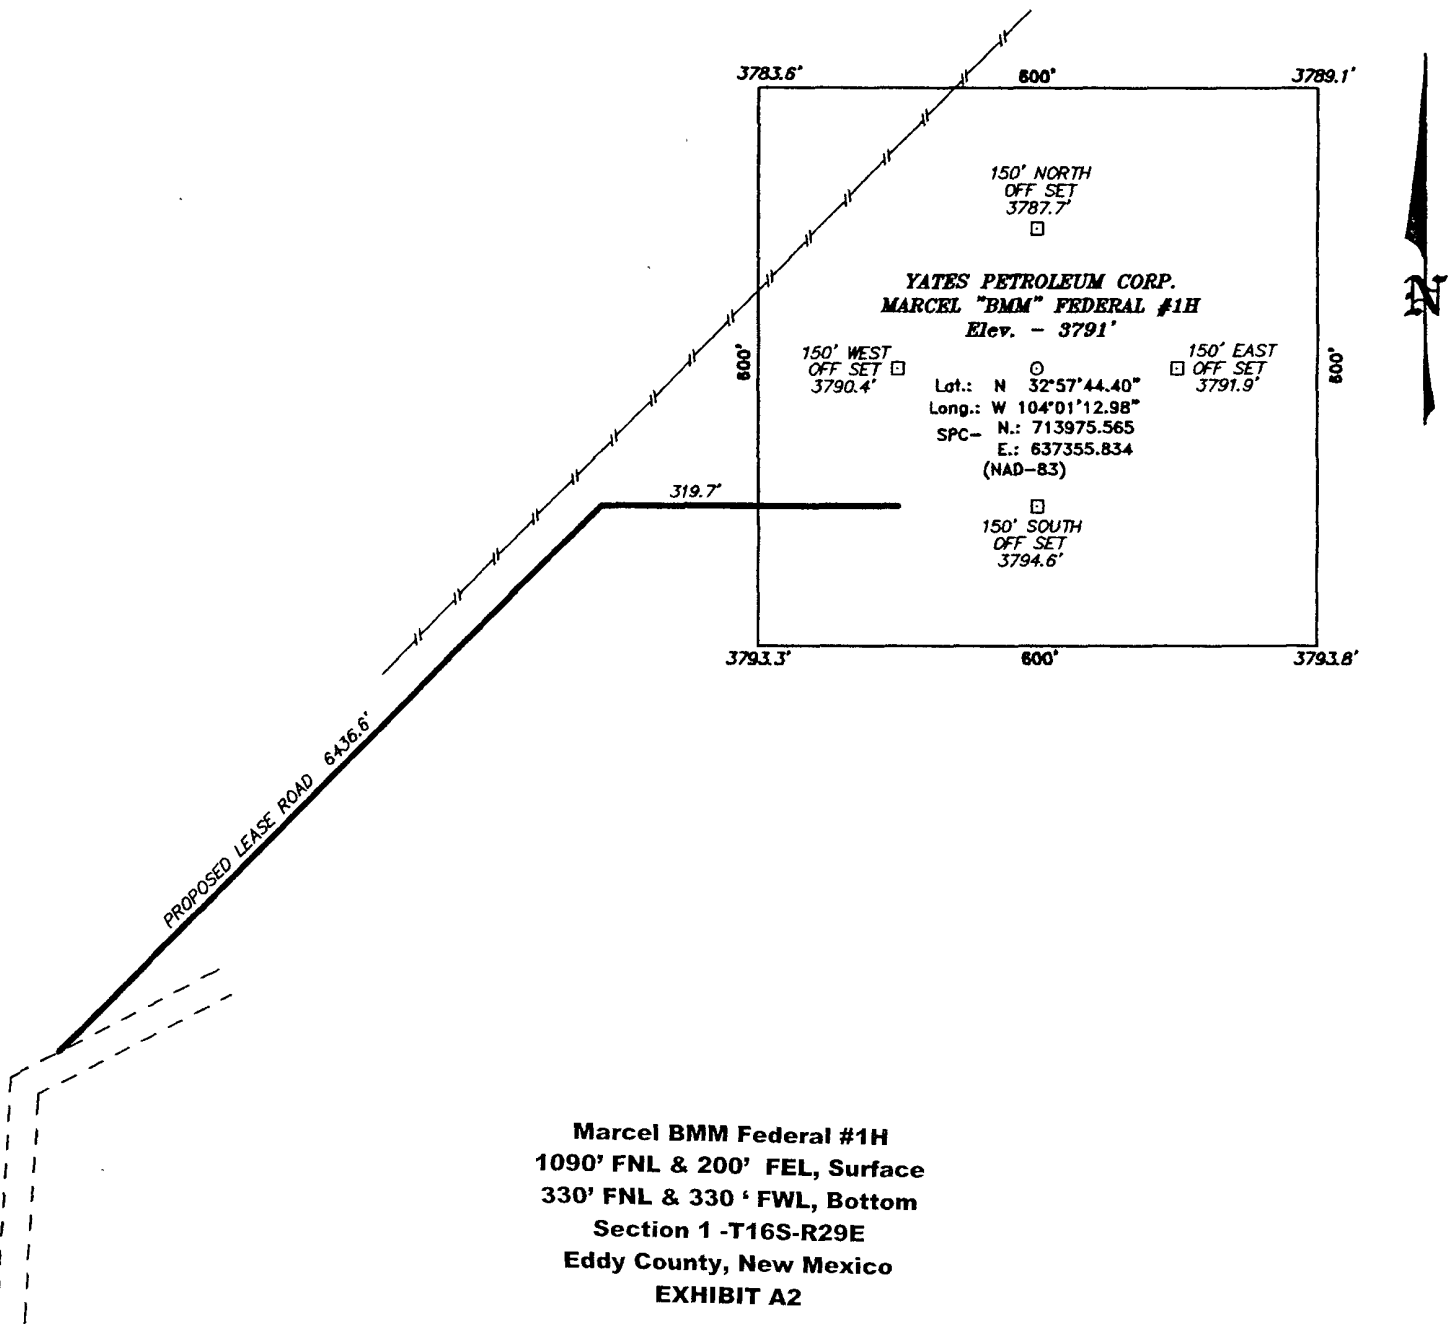 3783.6'
600'
3789.1'
150' NORTH
OFF SET
3787.7'
YATES PETROLEUM CORP.
MARCEL "BMM" FEDERAL #1H
Elev. - 3791'
600'
150' WEST
OFF SET
3790.4'
150' EAST
OFF SET
3791.9'
600'
N
Lat.: N 32°57'44.40"
Long.: W 104°01'12.98"
SPC- N.: 713975.565
E.: 637355.834
(NAD-83)
319.7'
150' SOUTH
OFF SET
3794.6'
3793.3'
600'
3793.8'
PROPOSED LEASE ROAD 6436.6'
Marcel BMM Federal #1H
1090' FNL & 200' FEL, Surface
330' FNL & 330 ' FWL, Bottom
Section 1 -T16S-R29E
Eddy County, New Mexico
EXHIBIT A2